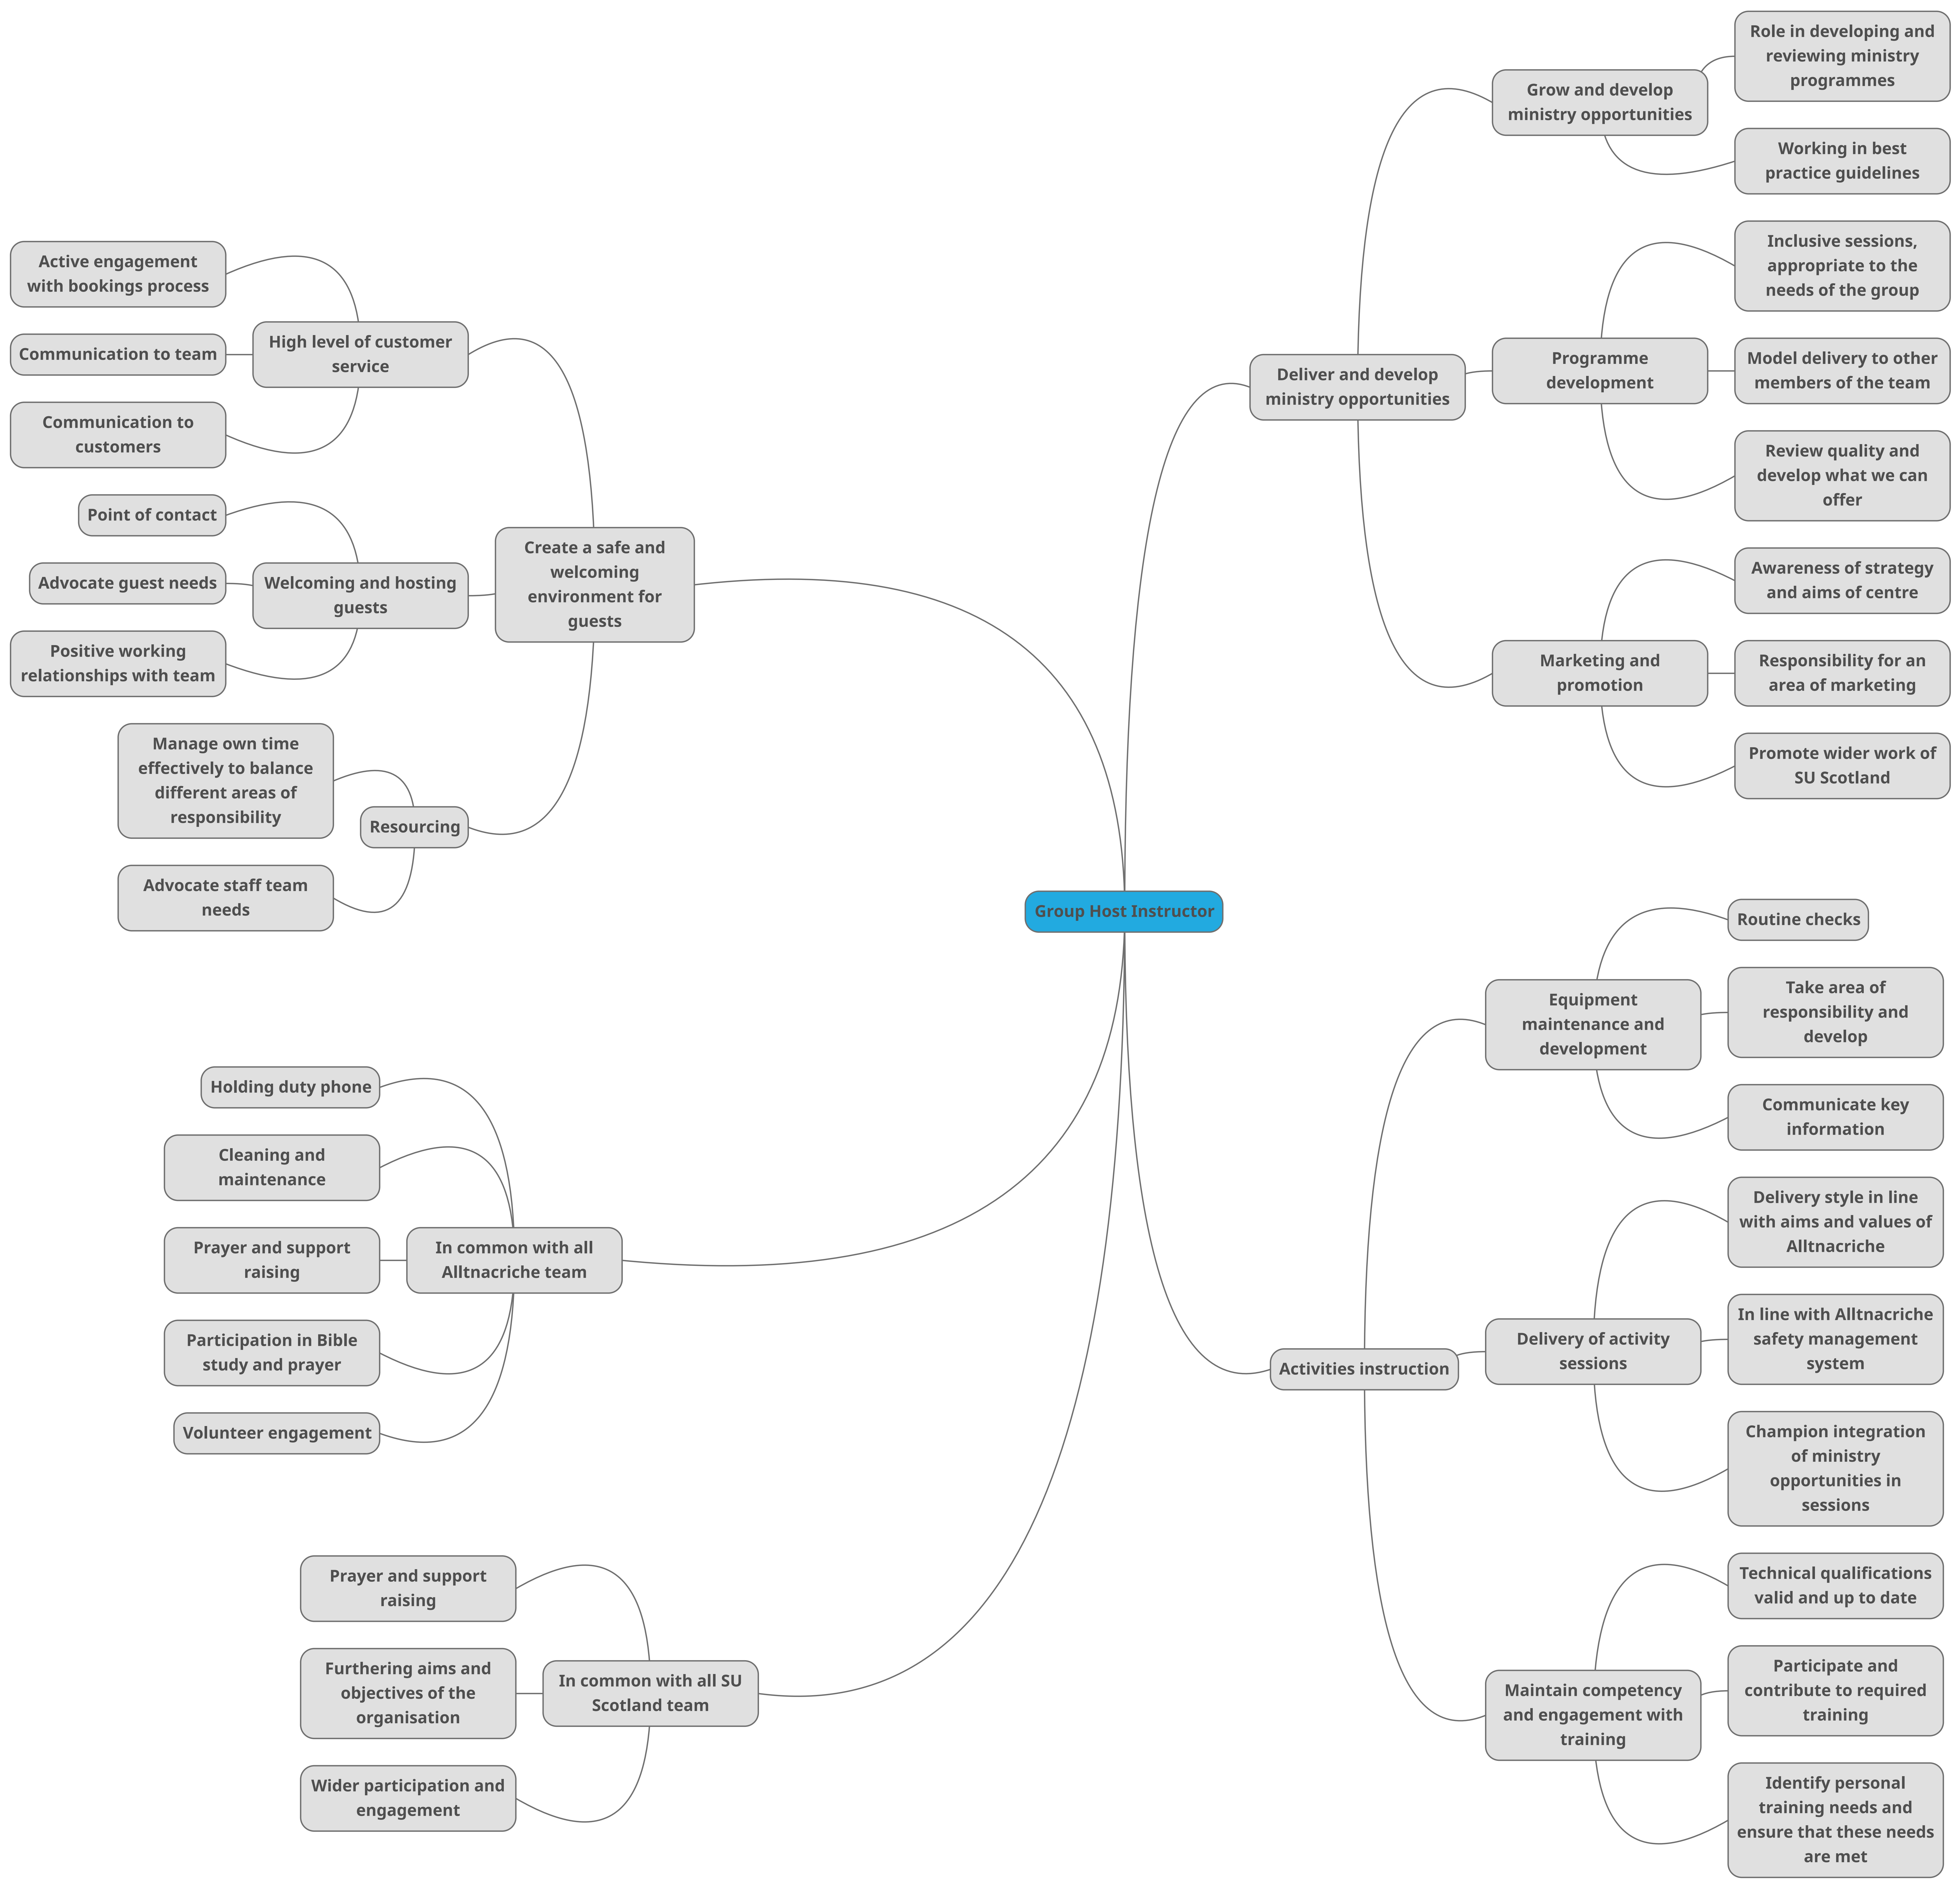 Group Host Instructor
Deliver and develop
ministry opportunities
Grow and develop
ministry opportunities
Role in developing and
reviewing ministry
programmes
Working in best
practice guidelines
Programme
development
Inclusive sessions,
appropriate to the
needs of the group
Model delivery to other
members of the team
Review quality and
develop what we can
offer
Marketing and
promotion
Awareness of strategy
and aims of centre
Responsibility for an
area of marketing
Promote wider work of
SU Scotland
Activities instruction
Equipment
maintenance and
development
Routine checks
Take area of
responsibility and
develop
Communicate key
information
Delivery of activity
sessions
Delivery style in line
with aims and values of
Alltnacriche
In line with Alltnacriche
safety management
system
Champion integration
of ministry
opportunities in
sessions
Maintain competency
and engagement with
training
Technical qualifications
valid and up to date
Participate and
contribute to required
training
Identify personal
training needs and
ensure that these needs
are met
Create a safe and
welcoming
environment for
guests
High level of customer
service
Active engagement
with bookings process
Communication to team
Communication to
customers
Welcoming and hosting
guests
Point of contact
Advocate guest needs
Positive working
relationships with team
Resourcing
Manage own time
effectively to balance
different areas of
responsibility
Advocate staff team
needs
In common with all
Alltnacriche team
Holding duty phone
Cleaning and
maintenance
Prayer and support
raising
Participation in Bible
study and prayer
Volunteer engagement
In common with all SU
Scotland team
Prayer and support
raising
Furthering aims and
objectives of the
organisation
Wider participation and
engagement